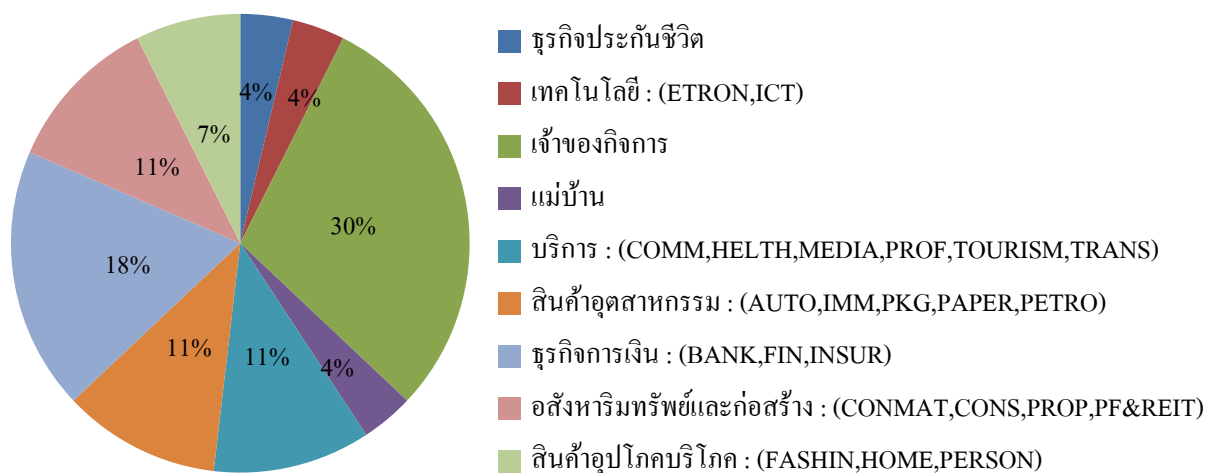 4%
4%
30%
4%
11%
11%
18%
11%
7%
ธุรกิจประกันชีวิต
เทคโนโลยี : (ETRON,ICT)
เจ้าของกิจการ
แม่บ้าน
บริการ : (COMM,HELTH,MEDIA,PROF,TOURISM,TRANS)
สินค้าอุตสาหกรรม : (AUTO,IMM,PKG,PAPER,PETRO)
ธุรกิจการเงิน : (BANK,FIN,INSUR)
อสังหาริมทรัพย์และก่อสร้าง : (CONMAT,CONS,PROP,PF&REIT)
สินค้าอุปโภคบริโภค : (FASHIN,HOME,PERSON)